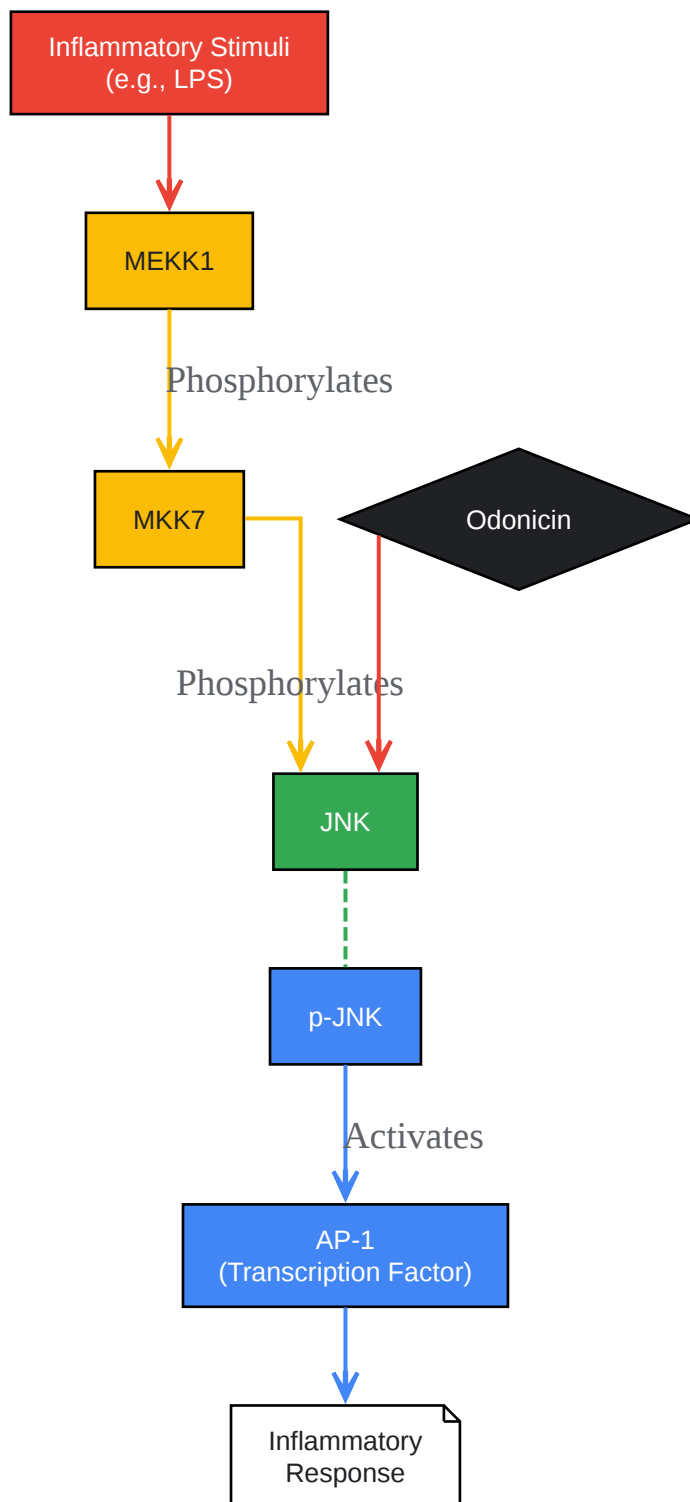 Inflammatory Stimuli
(e.g., LPS)
MEKK1
Phosphorylates
MKK7
Odonicin
Phosphorylates
JNK
p-JNK
Activates
AP-1
(Transcription Factor)
Inflammatory
Response